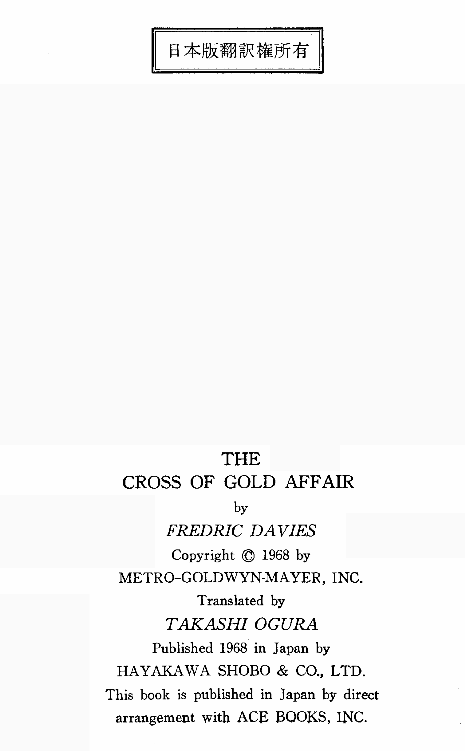 日本版翻訳権所有
THE
CROSS OF GOLD AFFAIR
by
FREDRIC DAVIES
Copyright © 1968 by
METRO-GOLDWYN-MAYER, INC.
Translated by
TAKASHI OGURA
Published 1968 in Japan by
HAYAKAWA SHOBO & CO., LTD.
This book is published in Japan by direct
arrangement with ACE BOOKS, INC.